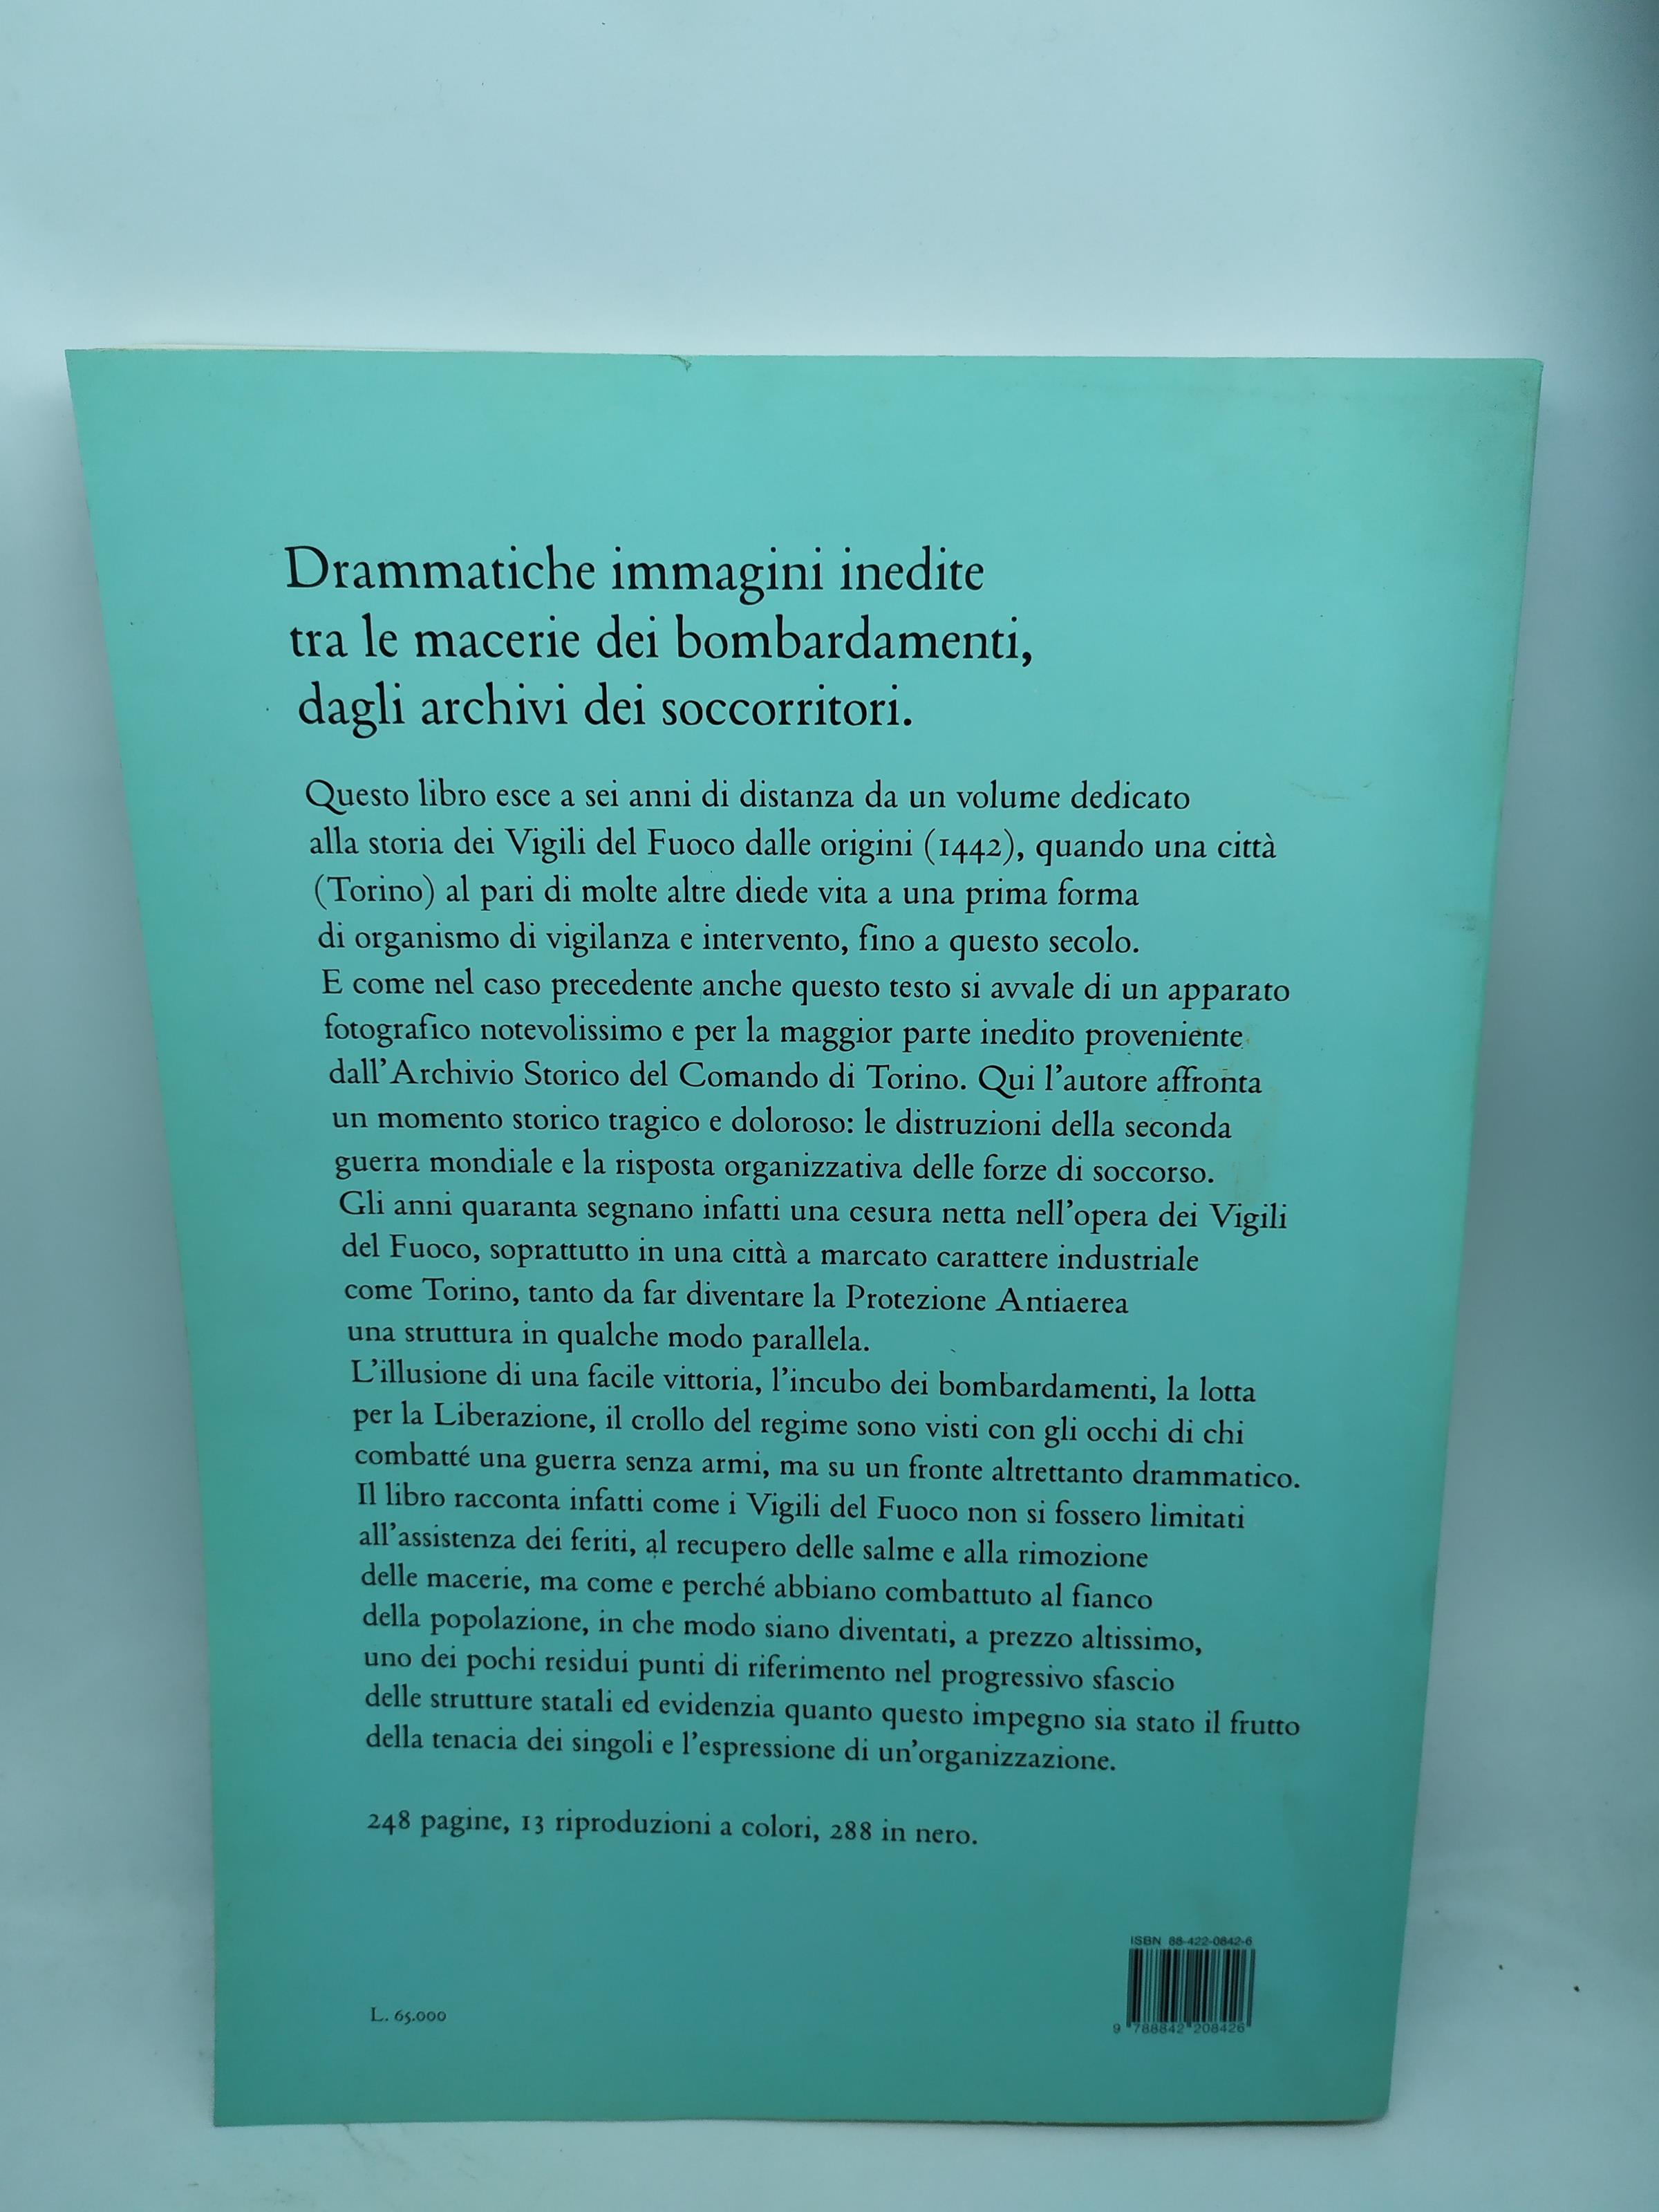 Drammatiche immagini inedite
tra le macerie dei bombardamenti,
dagli archivi dei soccorritori.
Questo libro esce a sei anni di distanza da un volume dedicato
alla storia dei Vigili del Fuoco dalle origini (1442), quando una città
(Torino) al pari di molte altre diede vita a una prima forma
di organismo di vigilanza e intervento, fino a questo secolo.
E come nel caso precedente anche questo testo si avvale di un apparato
fotografico notevolissimo e per la maggior parte inedito proveniente
dall'Archivio Storico del Comando di Torino. Qui l'autore affronta
un momento storico tragico e doloroso: le distruzioni della seconda
guerra mondiale e la risposta organizzativa delle forze di soccorso.
Gli anni quaranta segnano infatti una cesura netta nell'opera dei Vigili
del Fuoco, soprattutto in una città a marcato carattere industriale
come Torino, tanto da far diventare la Protezione Antiaerea
una struttura in qualche modo parallela.
L'illusione di una facile vittoria, l'incubo dei bombardamenti, la lotta
per la Liberazione, il crollo del regime sono visti con gli occhi di chi
combatté una guerra senza armi, ma su un fronte altrettanto drammatico.
Il libro racconta infatti come i Vigili del Fuoco non si fossero limitati
all'assistenza dei feriti, al recupero delle salme e alla rimozione
delle macerie, ma come e perché abbiano combattuto al fianco
della popolazione, in che modo siano diventati, a prezzo altissimo,
uno dei pochi residui punti di riferimento nel progressivo sfascio
delle strutture statali ed evidenzia quanto questo impegno sia stato il frutto
della tenacia dei singoli e l'espressione di un'organizzazione.
248 pagine, 13 riproduzioni a colori, 288 in nero.
ISBN 88-422-0842-6
9 788842 208426
L. 65.000